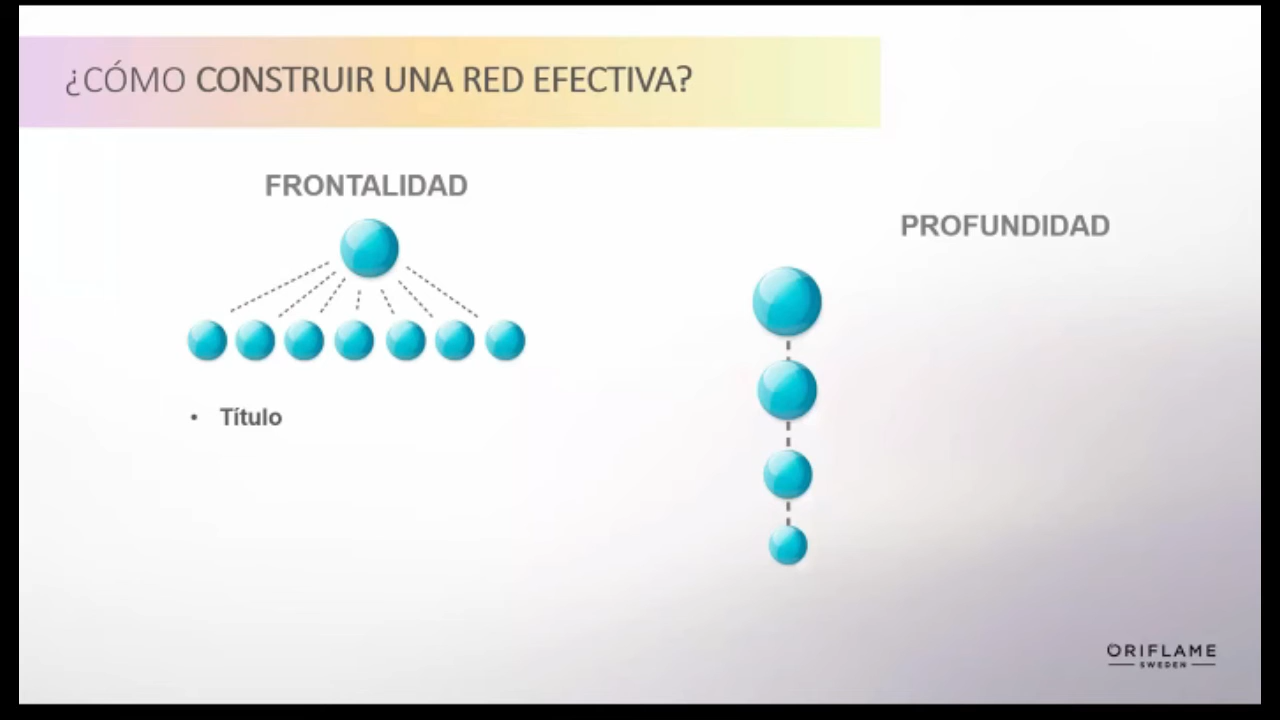 ¿CÓMO CONSTRUIR UNA RED EFECTIVA?
FRONTALIDAD
PROFUNDIDAD
• Título
ORIFLAME
SWEDEN